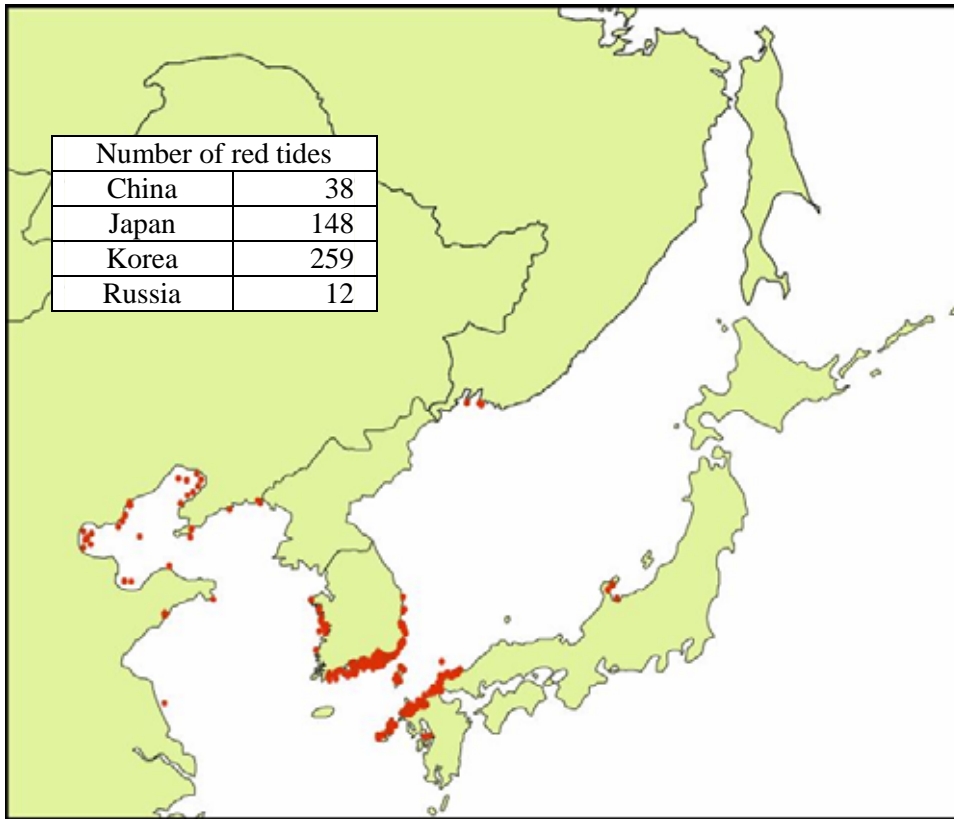 Number of red tides
China 38
Japan 148
Korea 259
Russia 12